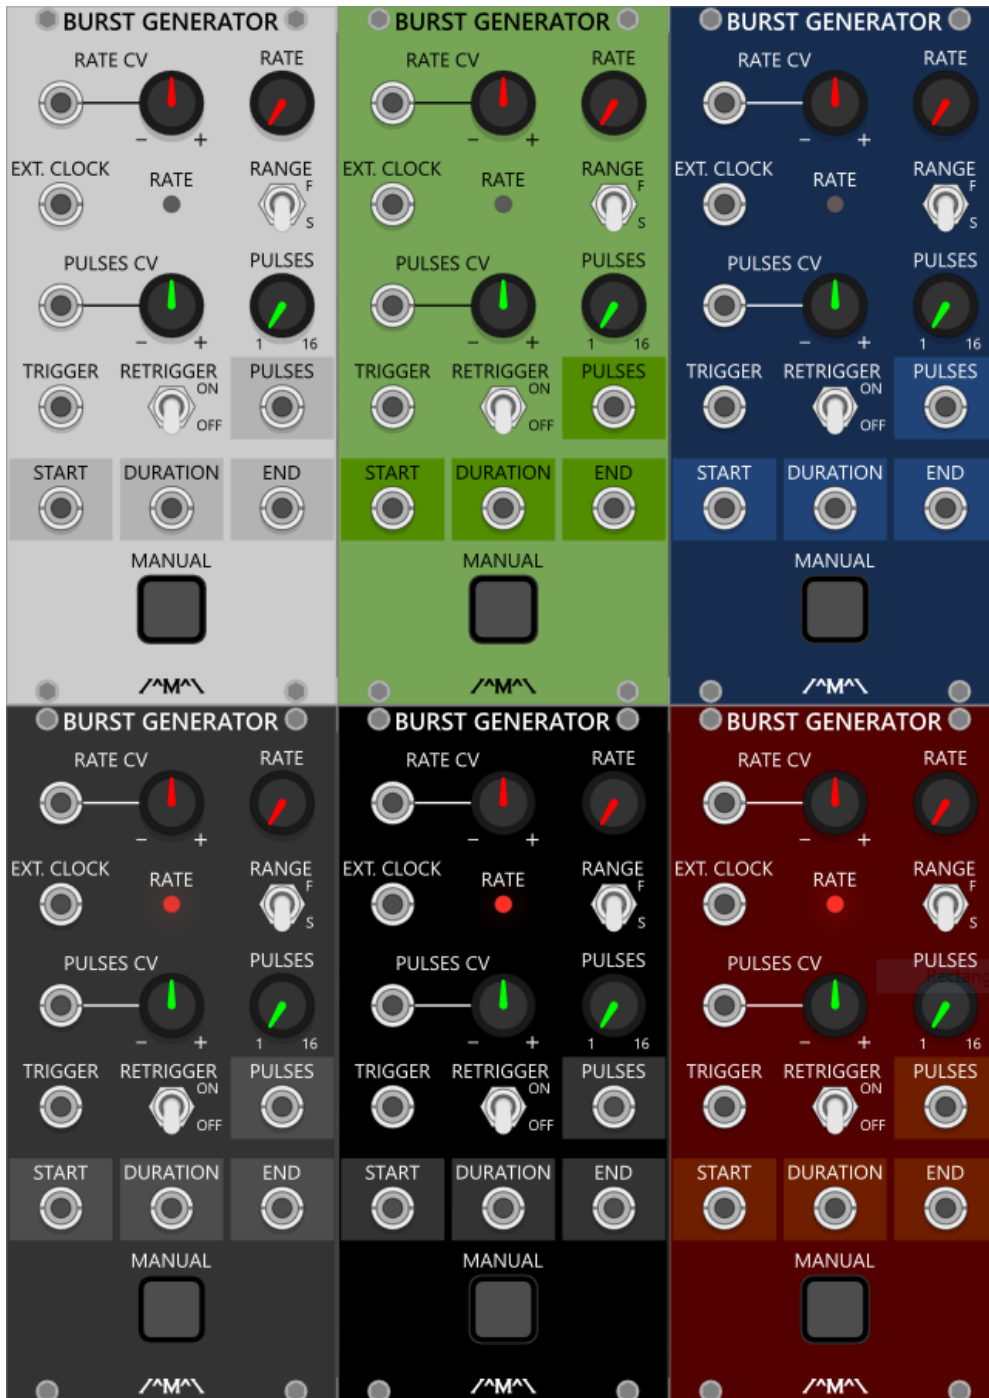 BURST GENERATOR BURST GENERATOR BURST GENERATOR
RATE CV RATE RATE CV RATE RATE CV RATE
- + - + - +
EXT. CLOCK RATE RANGE EXT. CLOCK RATE RANGE EXT. CLOCK RATE RANGE
F F F
S S S
PULSES CV PULSES PULSES CV PULSES PULSES CV PULSES
- + 1 16 - + 1 16 - + 1 16
TRIGGER RETRIGGER PULSES TRIGGER RETRIGGER PULSES TRIGGER RETRIGGER PULSES
ON ON ON
OFF OFF OFF
START DURATION END START DURATION END START DURATION END
MANUAL MANUAL MANUAL
/^M^\ /^M^\ /^M^\
BURST GENERATOR BURST GENERATOR BURST GENERATOR
RATE CV RATE RATE CV RATE RATE CV RATE
- + - + - +
EXT. CLOCK RATE RANGE EXT. CLOCK RATE RANGE EXT. CLOCK RATE RANGE
F F F
S S S
PULSES CV PULSES PULSES CV PULSES PULSES CV PULSES
- + 1 16 - + 1 16 - + 1 16
TRIGGER RETRIGGER PULSES TRIGGER RETRIGGER PULSES TRIGGER RETRIGGER PULSES
ON ON ON
OFF OFF OFF
START DURATION END START DURATION END START DURATION END
MANUAL MANUAL MANUAL
/^M^\ /^M^\ /^M^\